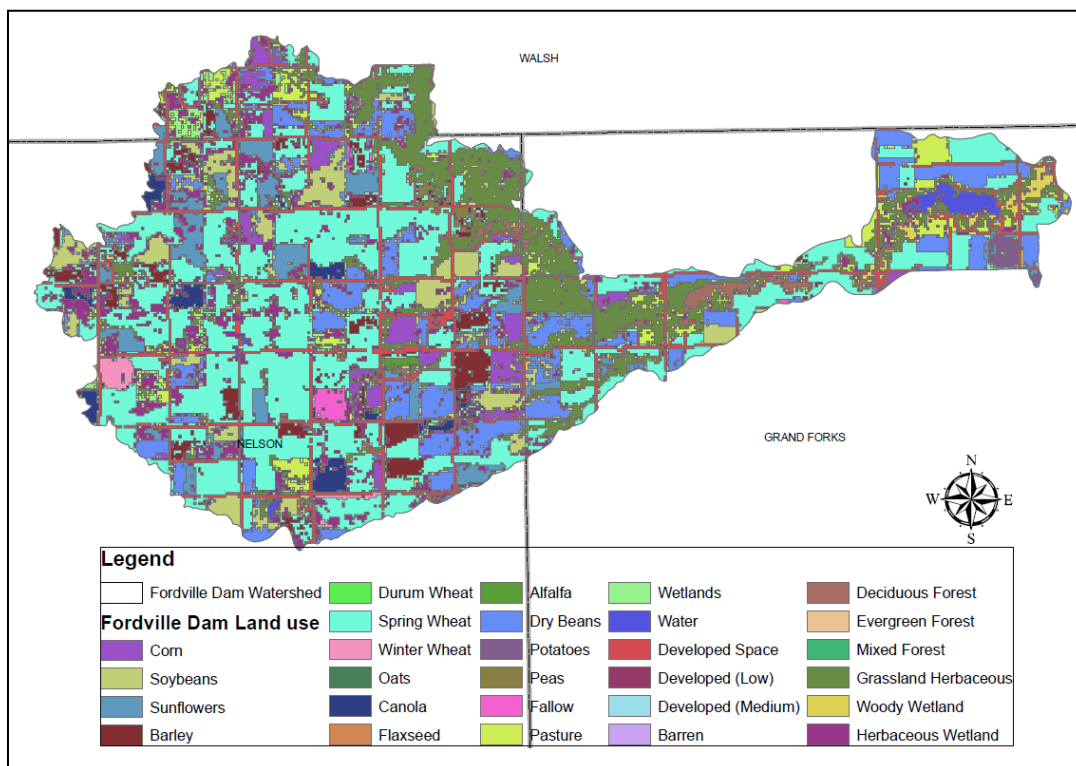 WALSH
NELSON
GRAND FORKS
N
W E
S
Legend
Fordville Dam Watershed
Fordville Dam Land use
Corn
Soybeans
Sunflowers
Barley
Durum Wheat
Spring Wheat
Winter Wheat
Oats
Canola
Flaxseed
Alfalfa
Dry Beans
Potatoes
Peas
Fallow
Pasture
Wetlands
Water
Developed Space
Developed (Low)
Developed (Medium)
Barren
Deciduous Forest
Evergreen Forest
Mixed Forest
Grassland Herbaceous
Woody Wetland
Herbaceous Wetland